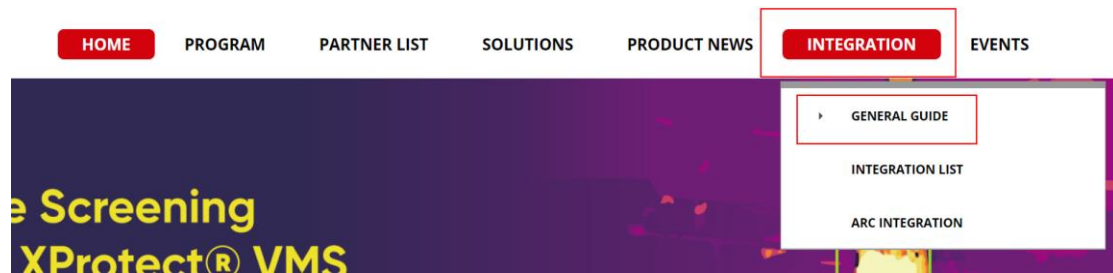 HOME PROGRAM PARTNER LIST SOLUTIONS PRODUCT NEWS INTEGRATION EVENTS
GENERAL GUIDE
INTEGRATION LIST
ARC INTEGRATION
e Screening
XProtect® VMS